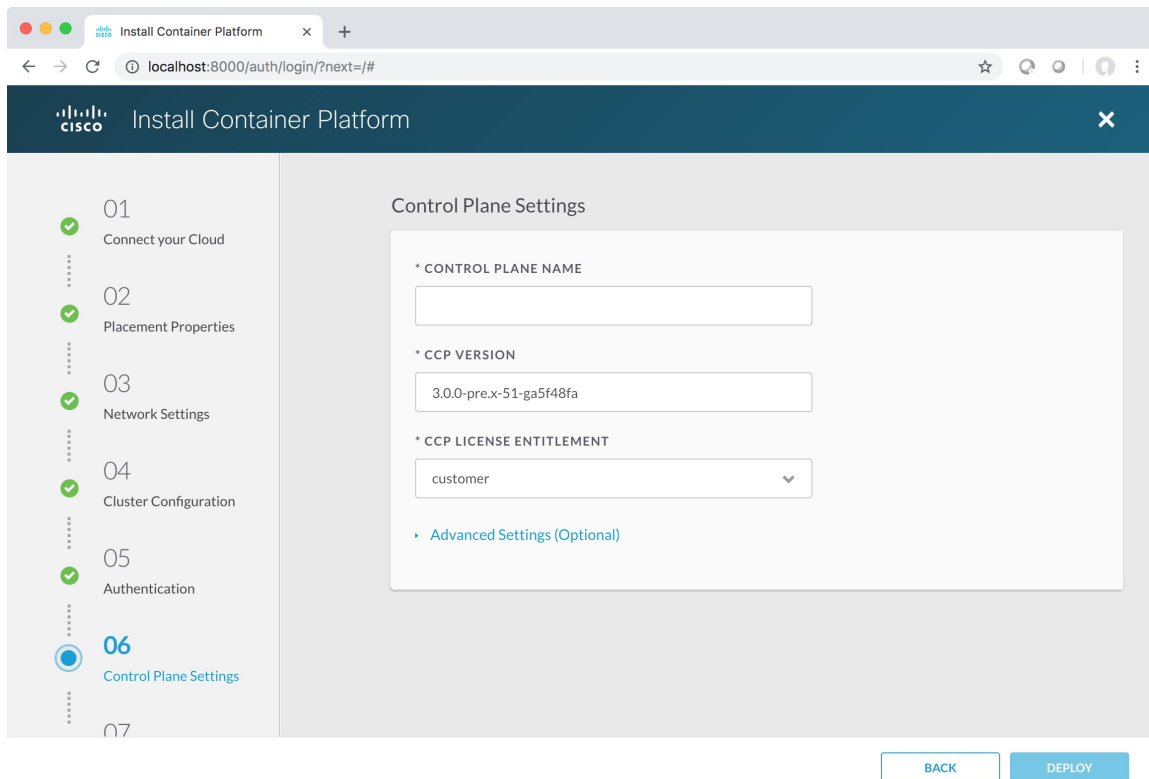 cisco
Install Container Platform
localhost:8000/auth/login/?next=/#
cisco
Install Container Platform
01
Connect your Cloud
02
Placement Properties
03
Network Settings
04
Cluster Configuration
05
Authentication
06
Control Plane Settings
07
Control Plane Settings
* CONTROL PLANE NAME
* CCP VERSION
3.0.0-pre.x-51-ga5f48fa
* CCP LICENSE ENTITLEMENT
customer
Advanced Settings (Optional)
BACK
DEPLOY